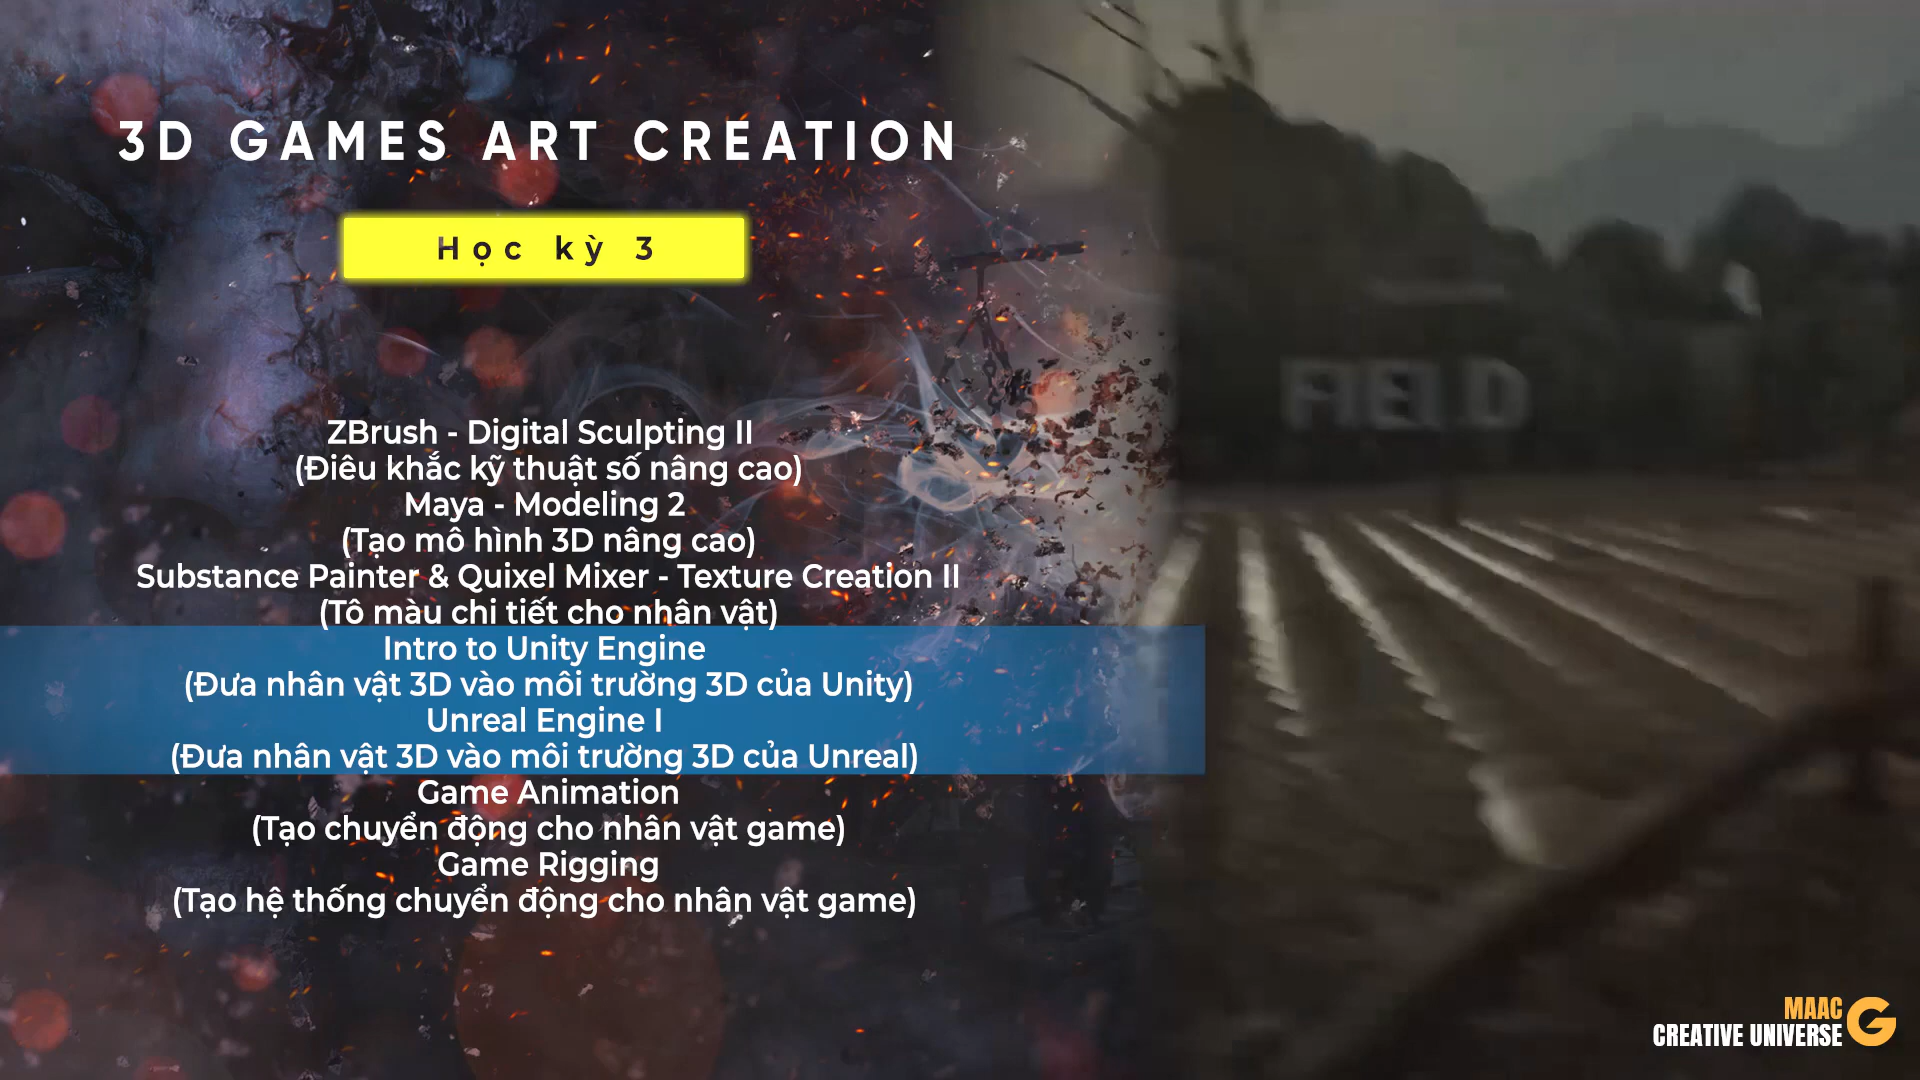 3D GAMES ART CREATION
Học kỳ 3
ZBrush - Digital Sculpting II
(Điêu khắc kỹ thuật số nâng cao)
Maya - Modeling 2
(Tạo mô hình 3D nâng cao)
Substance Painter & Quixel Mixer - Texture Creation II
(Tô màu chi tiết cho nhân vật)
Intro to Unity Engine
(Đưa nhân vật 3D vào môi trường 3D của Unity)
Unreal Engine I
(Đưa nhân vật 3D vào môi trường 3D của Unreal)
Game Animation
(Tạo chuyển động cho nhân vật game)
Game Rigging
(Tạo hệ thống chuyển động cho nhân vật game)
FIELD
MAAC
CREATIVE UNIVERSE